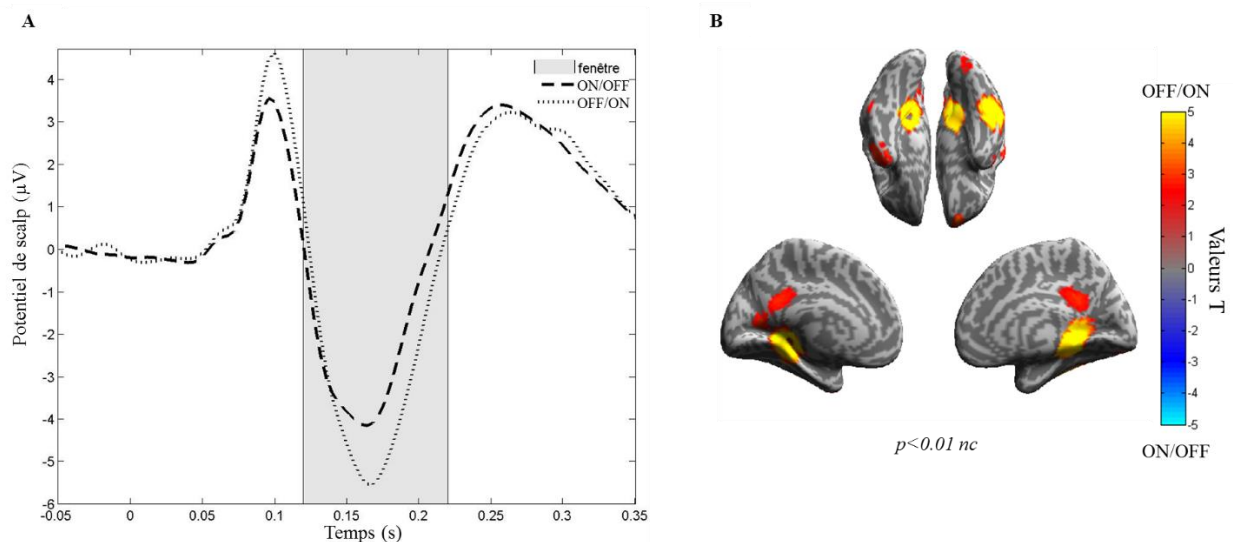 A
Potentiel de scalp (µV)
4
3
2
1
0
-1
-2
-3
-4
-5
-6
-0.05 0 0.05 0.1 0.15 0.2 0.25 0.3 0.35
Temps (s)
fenêtre
ON/OFF
OFF/ON
B
OFF/ON
5
4
3
2
1
0
-1
-2
-3
-4
-5
Valeurs T
ON/OFF
p<0.01 nc